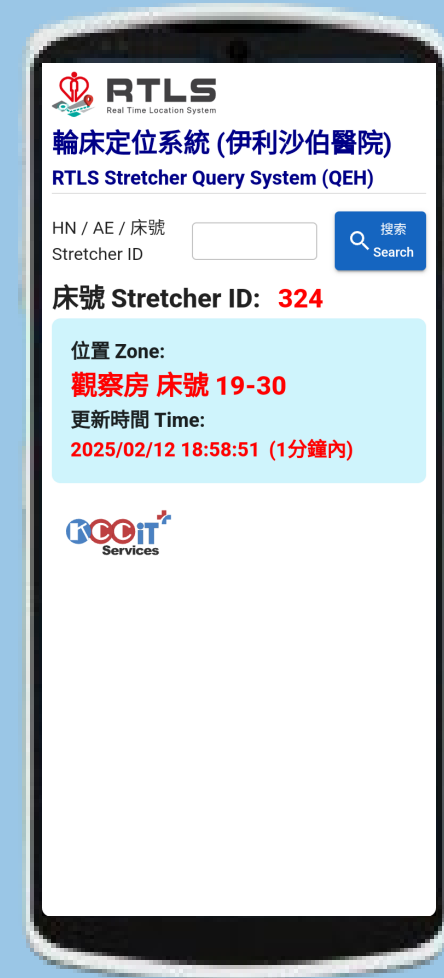 RTLS
Real Time Location System
輪床定位系統 (伊利沙伯醫院)
RTLS Stretcher Query System (QEH)
HN / AE / 床號
Stretcher ID
搜索
Search
床號 Stretcher ID: 324
位置 Zone:
觀察房 床號 19-30
更新時間 Time:
2025/02/12 18:58:51 (1分鐘內)
KCCiT
Services